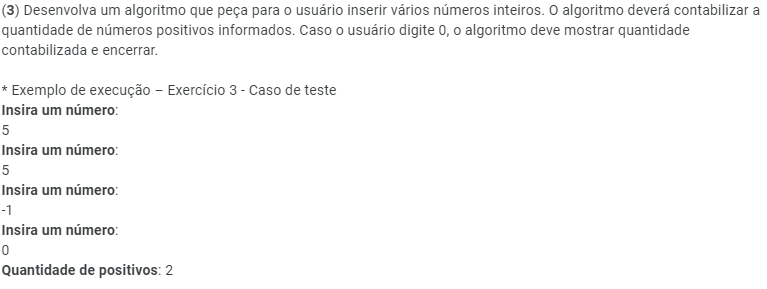 (3) Desenvolva um algoritmo que peça para o usuário inserir vários números inteiros. O algoritmo deverá contabilizar a
quantidade de números positivos informados. Caso o usuário digite 0, o algoritmo deve mostrar quantidade
contabilizada e encerrar.
* Exemplo de execução – Exercício 3 - Caso de teste
Insira um número:
5
Insira um número:
5
Insira um número:
-1
Insira um número:
0
Quantidade de positivos: 2